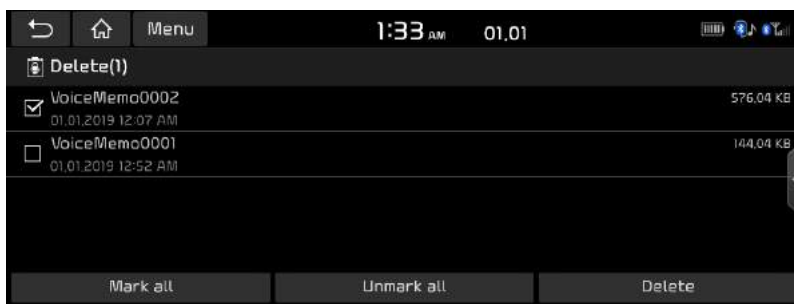 Menu 1:33 AM 01.01
Delete(1)
VoiceMemo0002 576.04 KB
01.01.2019 12:07 AM
VoiceMemo0001 144.04 KB
01.01.2019 12:52 AM
Mark all Unmark all Delete